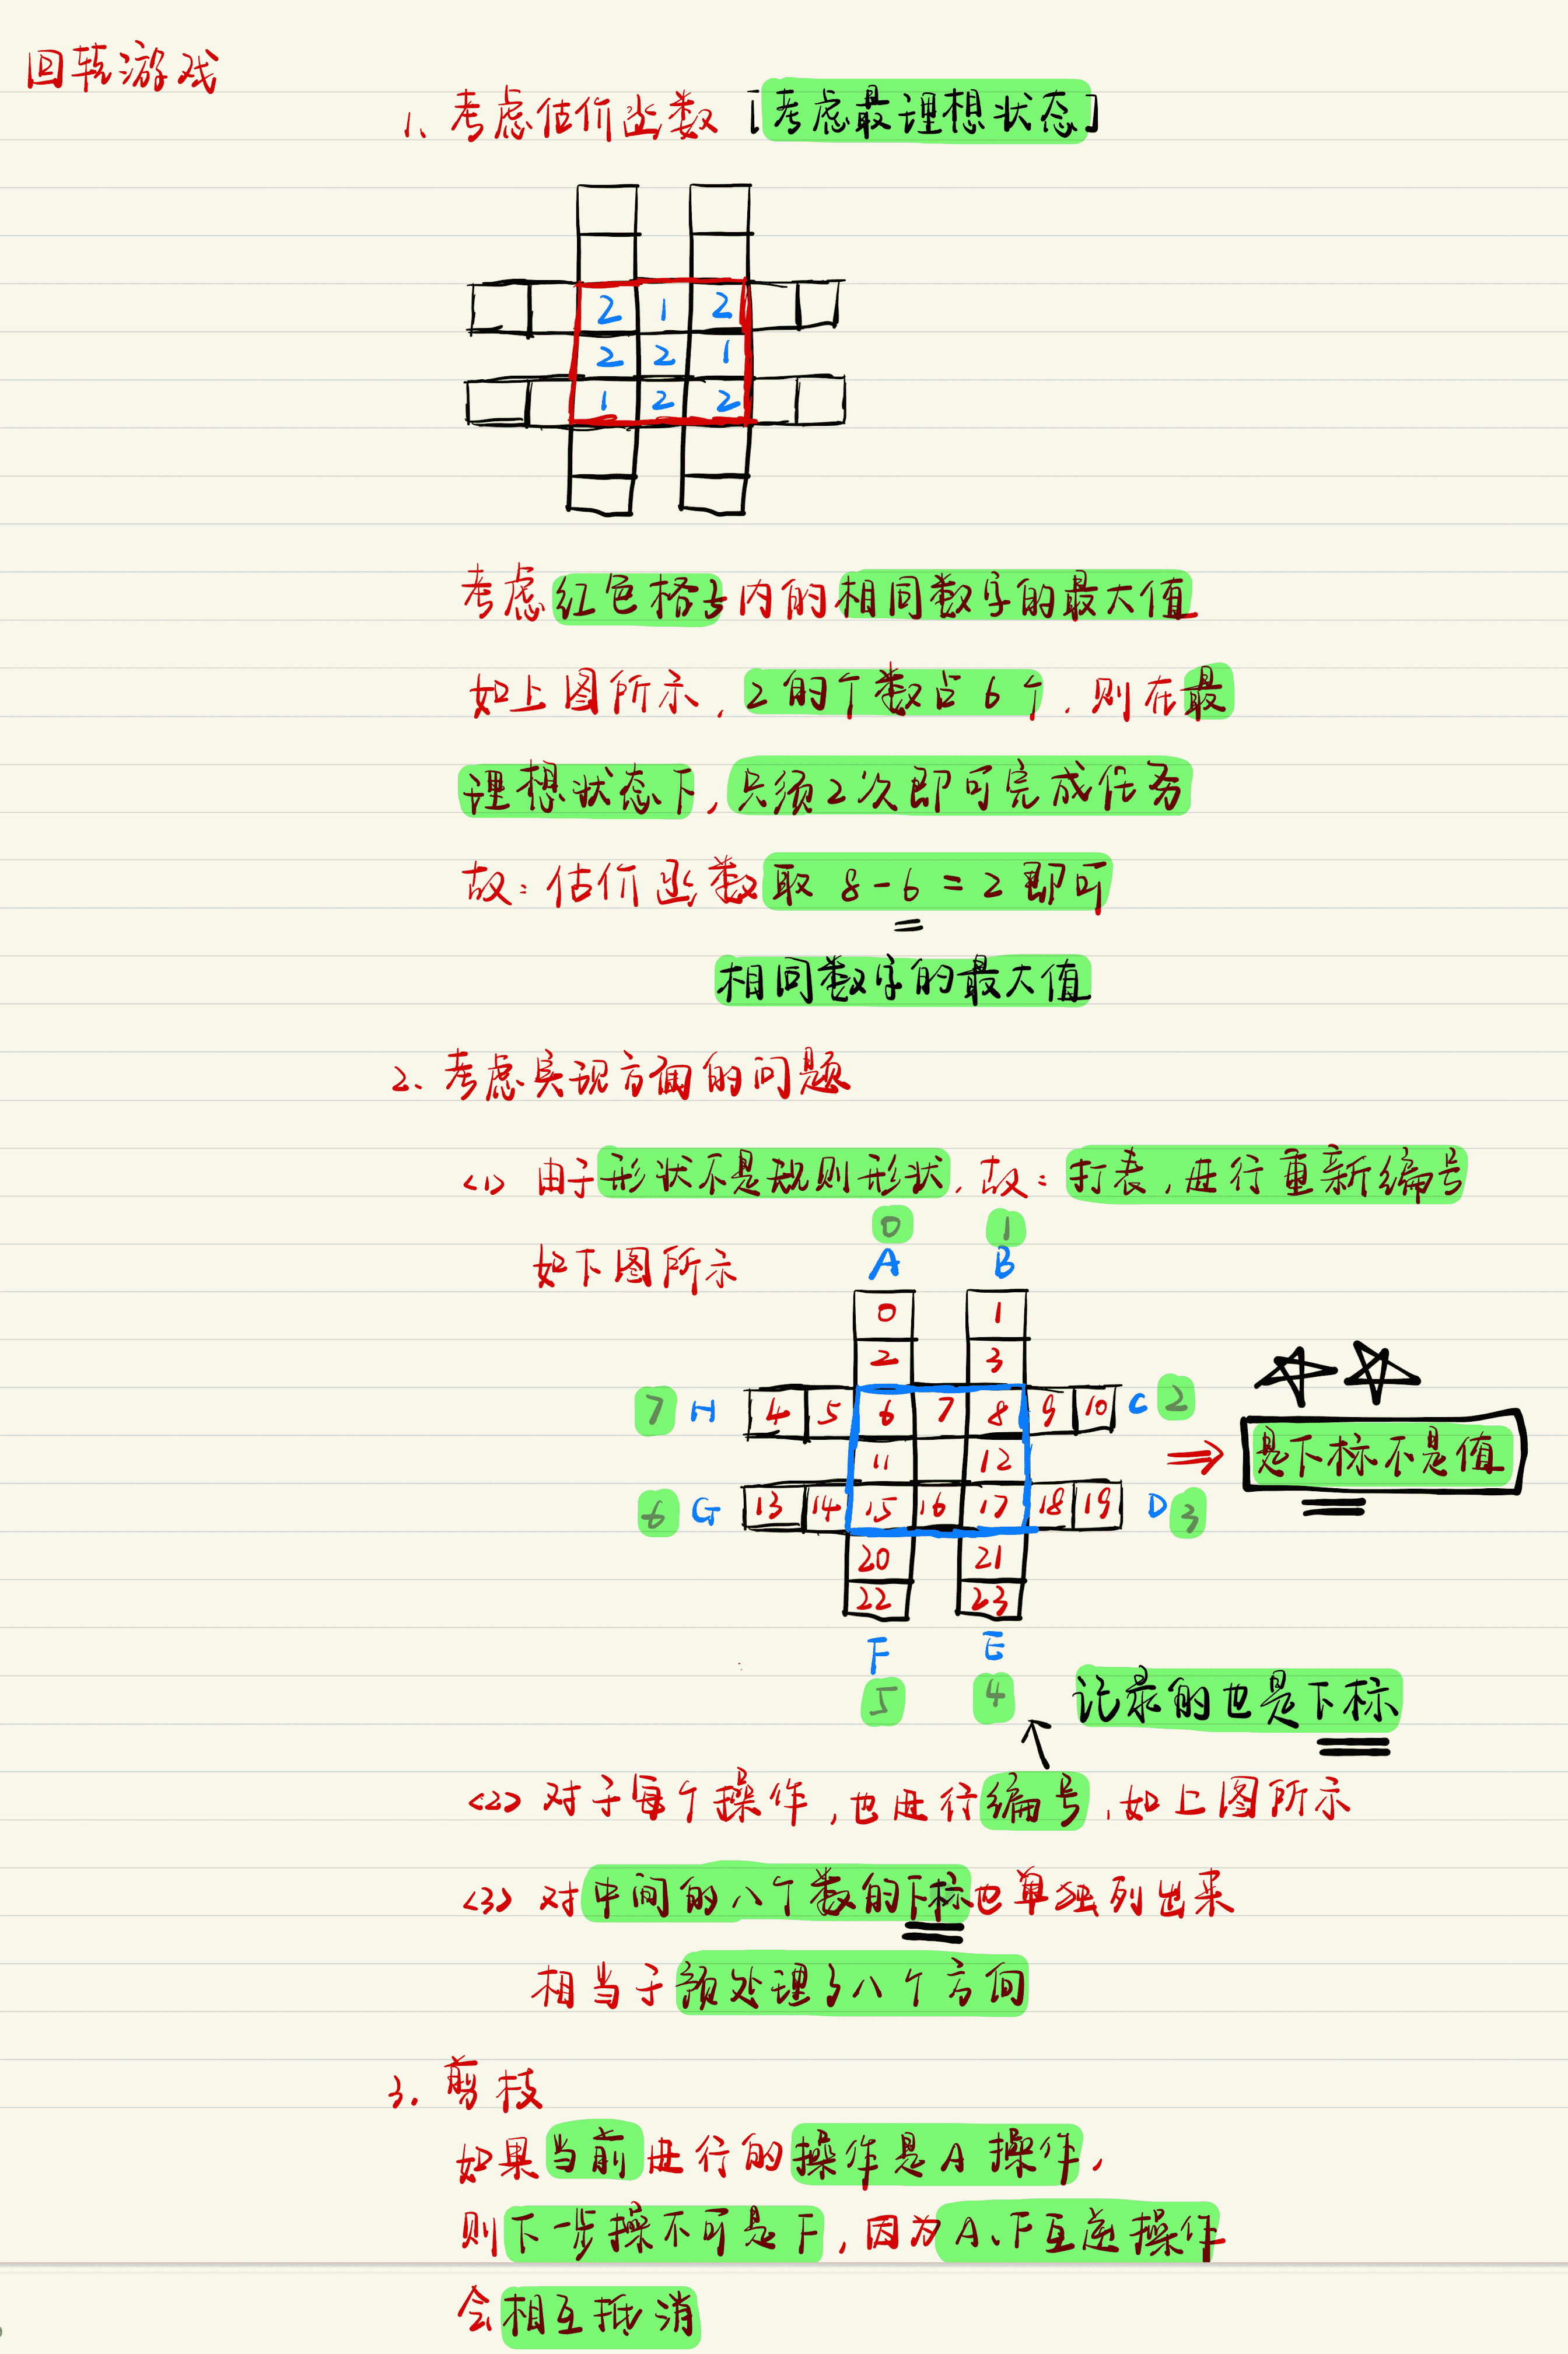 回转游戏
1、考虑估价函数 [考虑最理想状态]
2 1 2
2 2 1
1 2 2
考虑红色格子内的相同数字的最大值
如上图所示, 2的个数占6个, 则在最
理想状态下, 只须2次即可完成任务
故: 估价函数取 8-6=2 即可
相同数字的最大值
2、考虑实现方面的问题
<1> 由于形状不是规则形状, 故: 打表, 进行重新编号
0 1
如下图所示 A B
0 1
2 3
7 H 4 5 6 7 8 9 10 C 2
11 12 ⇒ 是下标不是值
6 G 13 14 15 16 17 18 19 D 3
20 21
22 23
F E
5 4 记录的也是下标
<2> 对于每个操作, 也进行编号, 如上图所示
<3> 对中间的八个数的下标也单独列出来
相当于预处理了八个方向
3. 剪枝
如果当前进行的操作是A操作,
则下一步操不可是F, 因为A、F互逆操作
会相互抵消